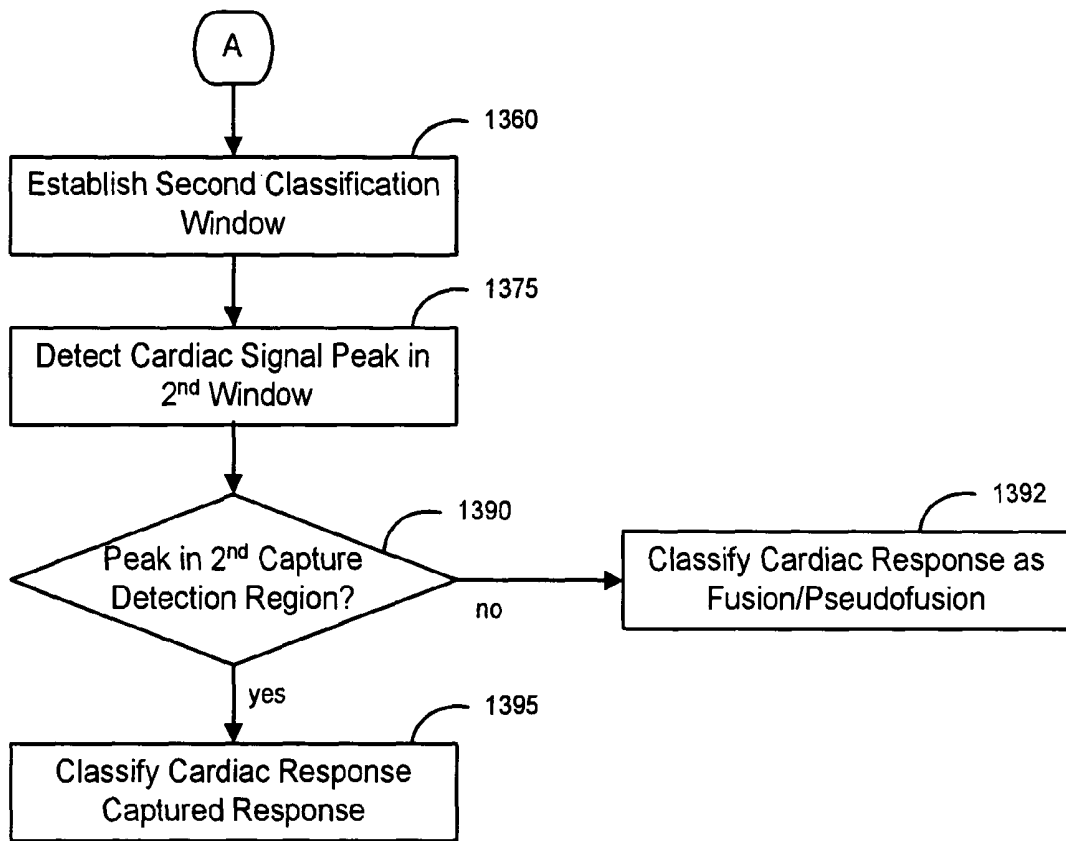 A
1360
Establish Second Classification
Window
1375
Detect Cardiac Signal Peak in
2nd Window
1390
Peak in 2nd Capture
Detection Region?
no
1392
Classify Cardiac Response as
Fusion/Pseudofusion
yes
1395
Classify Cardiac Response
Captured Response